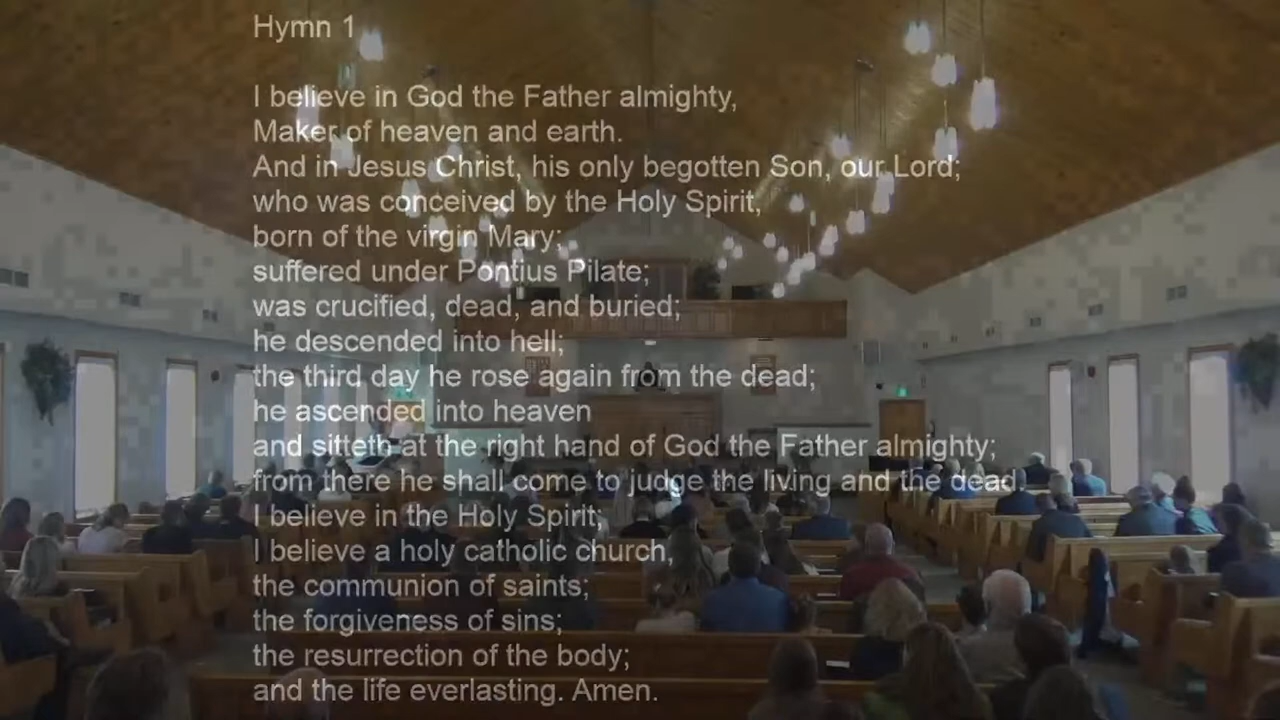 Hymn 1
I believe in God the Father almighty,
Maker of heaven and earth.
And in Jesus Christ, his only begotten Son, our Lord;
who was conceived by the Holy Spirit,
born of the virgin Mary;
suffered under Pontius Pilate;
was crucified, dead, and buried;
he descended into hell;
the third day he rose again from the dead;
he ascended into heaven
and sitteth at the right hand of God the Father almighty;
from there he shall come to judge the living and the dead.
I believe in the Holy Spirit;
I believe a holy catholic church,
the communion of saints;
the forgiveness of sins;
the resurrection of the body;
and the life everlasting. Amen.